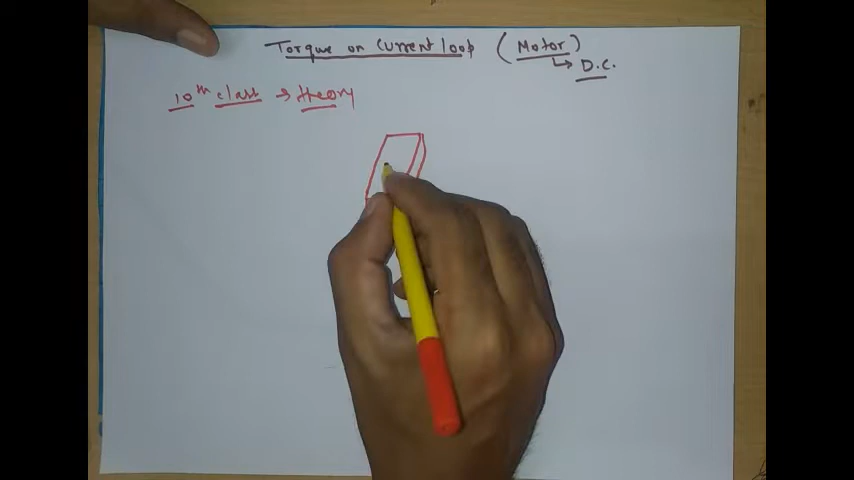 Torque on Current loop (Motor)
↳ D.C.
10th class → theory